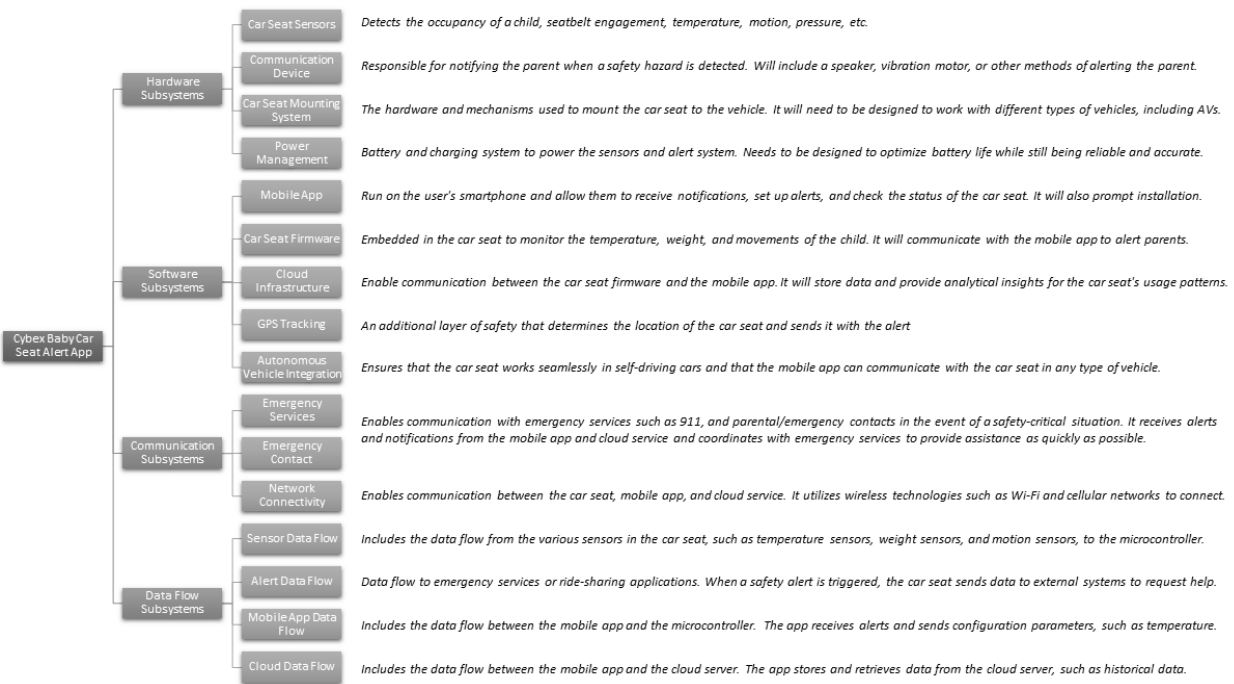 Cybex Baby Car
Seat Alert App
Hardware
Subsystems
Car Seat Sensors
Detects the occupancy of a child, seatbelt engagement, temperature, motion, pressure, etc.
Communication
Device
Responsible for notifying the parent when a safety hazard is detected. Will include a speaker, vibration motor, or other methods of alerting the parent.
Car Seat Mounting
System
The hardware and mechanisms used to mount the car seat to the vehicle. It will need to be designed to work with different types of vehicles, including AVs.
Power
Management
Battery and charging system to power the sensors and alert system. Needs to be designed to optimize battery life while still being reliable and accurate.
Software
Subsystems
Mobile App
Run on the user's smartphone and allow them to receive notifications, set up alerts, and check the status of the car seat. It will also prompt installation.
Car Seat Firmware
Embedded in the car seat to monitor the temperature, weight, and movements of the child. It will communicate with the mobile app to alert parents.
Cloud
Infrastructure
Enable communication between the car seat firmware and the mobile app. It will store data and provide analytical insights for the car seat's usage patterns.
GPS Tracking
An additional layer of safety that determines the location of the car seat and sends it with the alert
Autonomous
Vehicle Integration
Ensures that the car seat works seamlessly in self-driving cars and that the mobile app can communicate with the car seat in any type of vehicle.
Communication
Subsystems
Emergency
Services
Emergency
Contact
Enables communication with emergency services such as 911, and parental/emergency contacts in the event of a safety-critical situation. It receives alerts
and notifications from the mobile app and cloud service and coordinates with emergency services to provide assistance as quickly as possible.
Network
Connectivity
Enables communication between the car seat, mobile app, and cloud service. It utilizes wireless technologies such as Wi-Fi and cellular networks to connect.
Data Flow
Subsystems
Sensor Data Flow
Includes the data flow from the various sensors in the car seat, such as temperature sensors, weight sensors, and motion sensors, to the microcontroller.
Alert Data Flow
Data flow to emergency services or ride-sharing applications. When a safety alert is triggered, the car seat sends data to external systems to request help.
Mobile App Data
Flow
Includes the data flow between the mobile app and the microcontroller. The app receives alerts and sends configuration parameters, such as temperature.
Cloud Data Flow
Includes the data flow between the mobile app and the cloud server. The app stores and retrieves data from the cloud server, such as historical data.